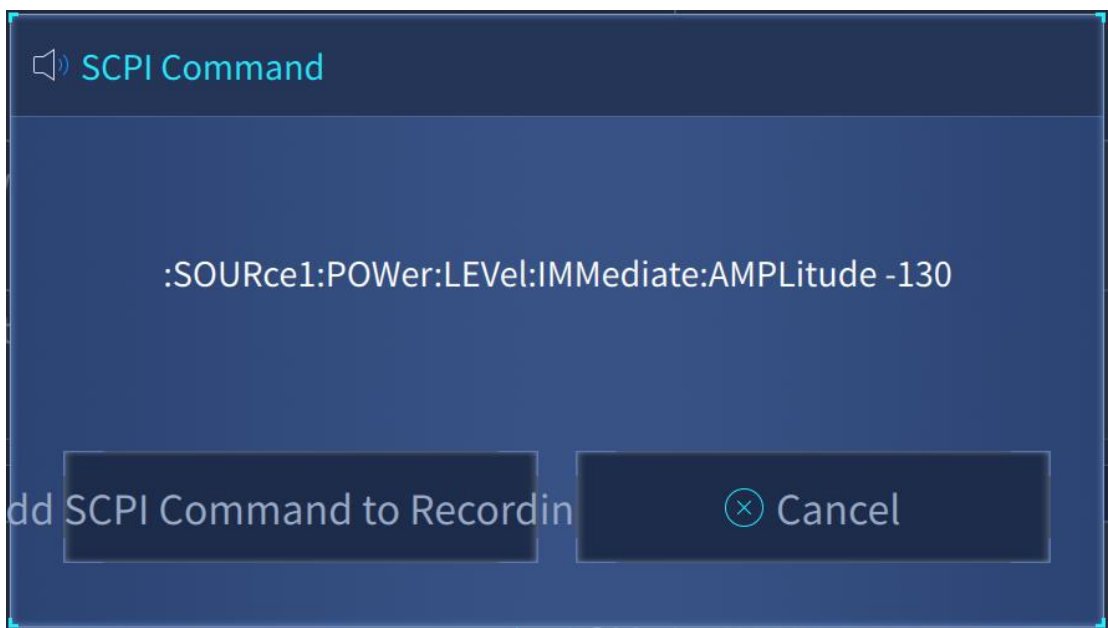 SCPI Command
:SOURce1:POWer:LEVel:IMMediate:AMPLitude -130
dd SCPI Command to Recordin
Cancel